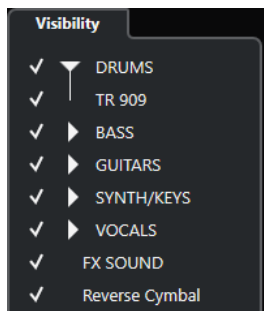 Visibility
DRUMS
TR 909
BASS
GUITARS
SYNTH/KEYS
VOCALS
FX SOUND
Reverse Cymbal